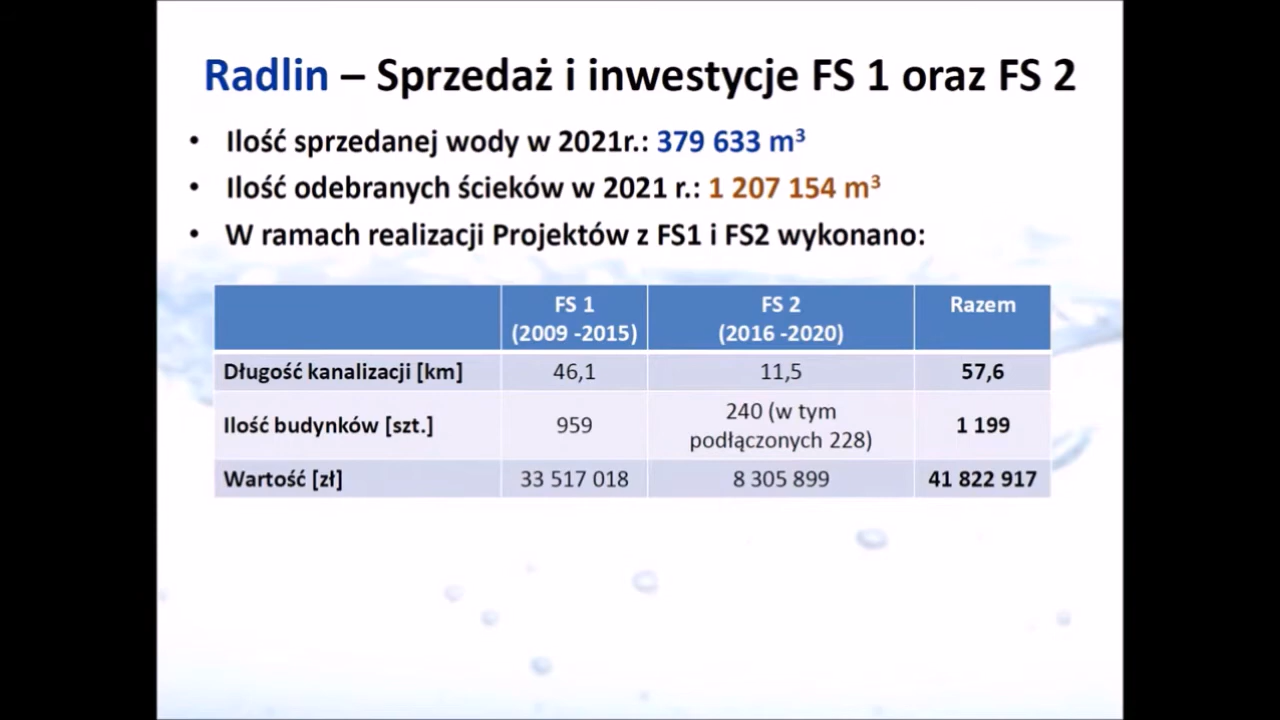 Radlin – Sprzedaż i inwestycje FS 1 oraz FS 2
• Ilość sprzedanej wody w 2021r.: 379 633 m³
• Ilość odebranych ścieków w 2021 r.: 1 207 154 m³
• W ramach realizacji Projektów z FS1 i FS2 wykonano:
FS 1 FS 2 Razem
(2009 -2015) (2016 -2020)
Długość kanalizacji [km] 46,1 11,5 57,6
240 (w tym
Ilość budynków [szt.] 959 1 199
podłączonych 228)
Wartość [zł] 33 517 018 8 305 899 41 822 917